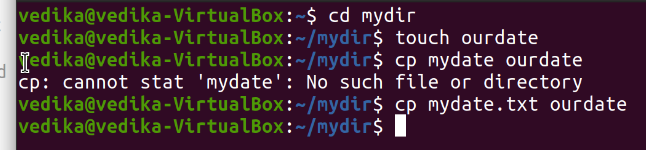 vedika@vedika-VirtualBox:~$ cd mydir
vedika@vedika-VirtualBox:~/mydir$ touch ourdate
vedika@vedika-VirtualBox:~/mydir$ cp mydate ourdate
cp: cannot stat 'mydate': No such file or directory
vedika@vedika-VirtualBox:~/mydir$ cp mydate.txt ourdate
vedika@vedika-VirtualBox:~/mydir$